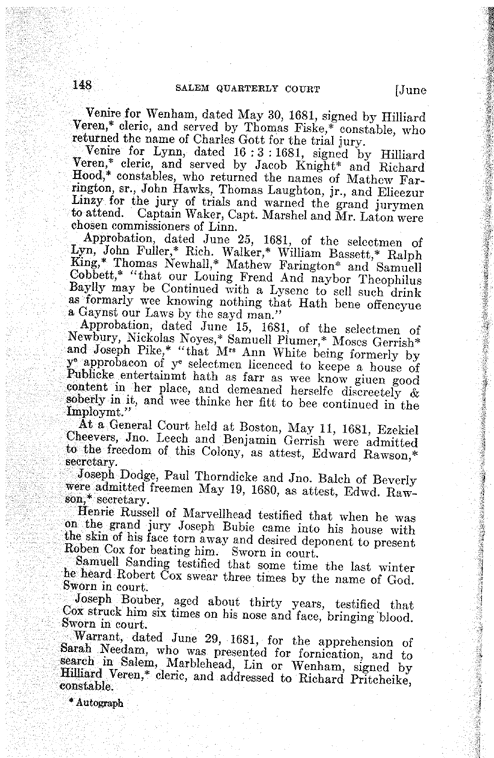 148 SALEM QUARTERLY COURT [June
Venire for Wenham, dated May 30, 1681, signed by Hilliard
Veren,* cleric, and served by Thomas Fiske,* constable, who
returned the name of Charles Gott for the trial jury.
Venire for Lynn, dated 16 : 3 : 1681, signed by Hilliard
Veren,* cleric, and served by Jacob Knight* and Richard
Hood,* constables, who returned the names of Mathew Far-
rington, sr., John Hawks, Thomas Laughton, jr., and Elicezur
Linzy for the jury of trials and warned the grand jurymen
to attend. Captain Waker, Capt. Marshel and Mr. Laton were
chosen commissioners of Linn.
Approbation, dated June 25, 1681, of the selectmen of
Lyn, John Fuller,* Rich. Walker,* William Bassett,* Ralph
King,* Thomas Newhall,* Mathew Farington* and Samuell
Cobbett,* "that our Louing Frend And naybor Theophilus
Baylly may be Continued with a Lysenc to sell such drink
as formarly wee knowing nothing that Hath bene offencyue
a Gaynst our Laws by the sayd man."
Approbation, dated June 15, 1681, of the selectmen of
Newbury, Nickolas Noyes,* Samuell Plumer,* Moses Gerrish*
and Joseph Pike,* "that Mrs Ann White being formerly by
ye approbacon of ye selectmen licenced to keepe a house of
Publicke entertainmt hath as farr as wee know giuen good
content in her place, and demeaned herselfe discreetely &
soberly in it, and wee thinke her fitt to bee continued in the
Imploymt."
At a General Court held at Boston, May 11, 1681, Ezekiel
Cheevers, Jno. Leech and Benjamin Gerrish were admitted
to the freedom of this Colony, as attest, Edward Rawson,*
secretary.
Joseph Dodge, Paul Thorndicke and Jno. Balch of Beverly
were admitted freemen May 19, 1680, as attest, Edwd. Raw-
son,* secretary.
Henrie Russell of Marvellhead testified that when he was
on the grand jury Joseph Bubie came into his house with
the skin of his face torn away and desired deponent to present
Roben Cox for beating him. Sworn in court.
Samuell Sanding testified that some time the last winter
he heard Robert Cox swear three times by the name of God.
Sworn in court.
Joseph Bouber, aged about thirty years, testified that
Cox struck him six times on his nose and face, bringing blood.
Sworn in court.
Warrant, dated June 29, 1681, for the apprehension of
Sarah Needam, who was presented for fornication, and to
search in Salem, Marblehead, Lin or Wenham, signed by
Hilliard Veren,* cleric, and addressed to Richard Pritcheike,
constable.
* Autograph